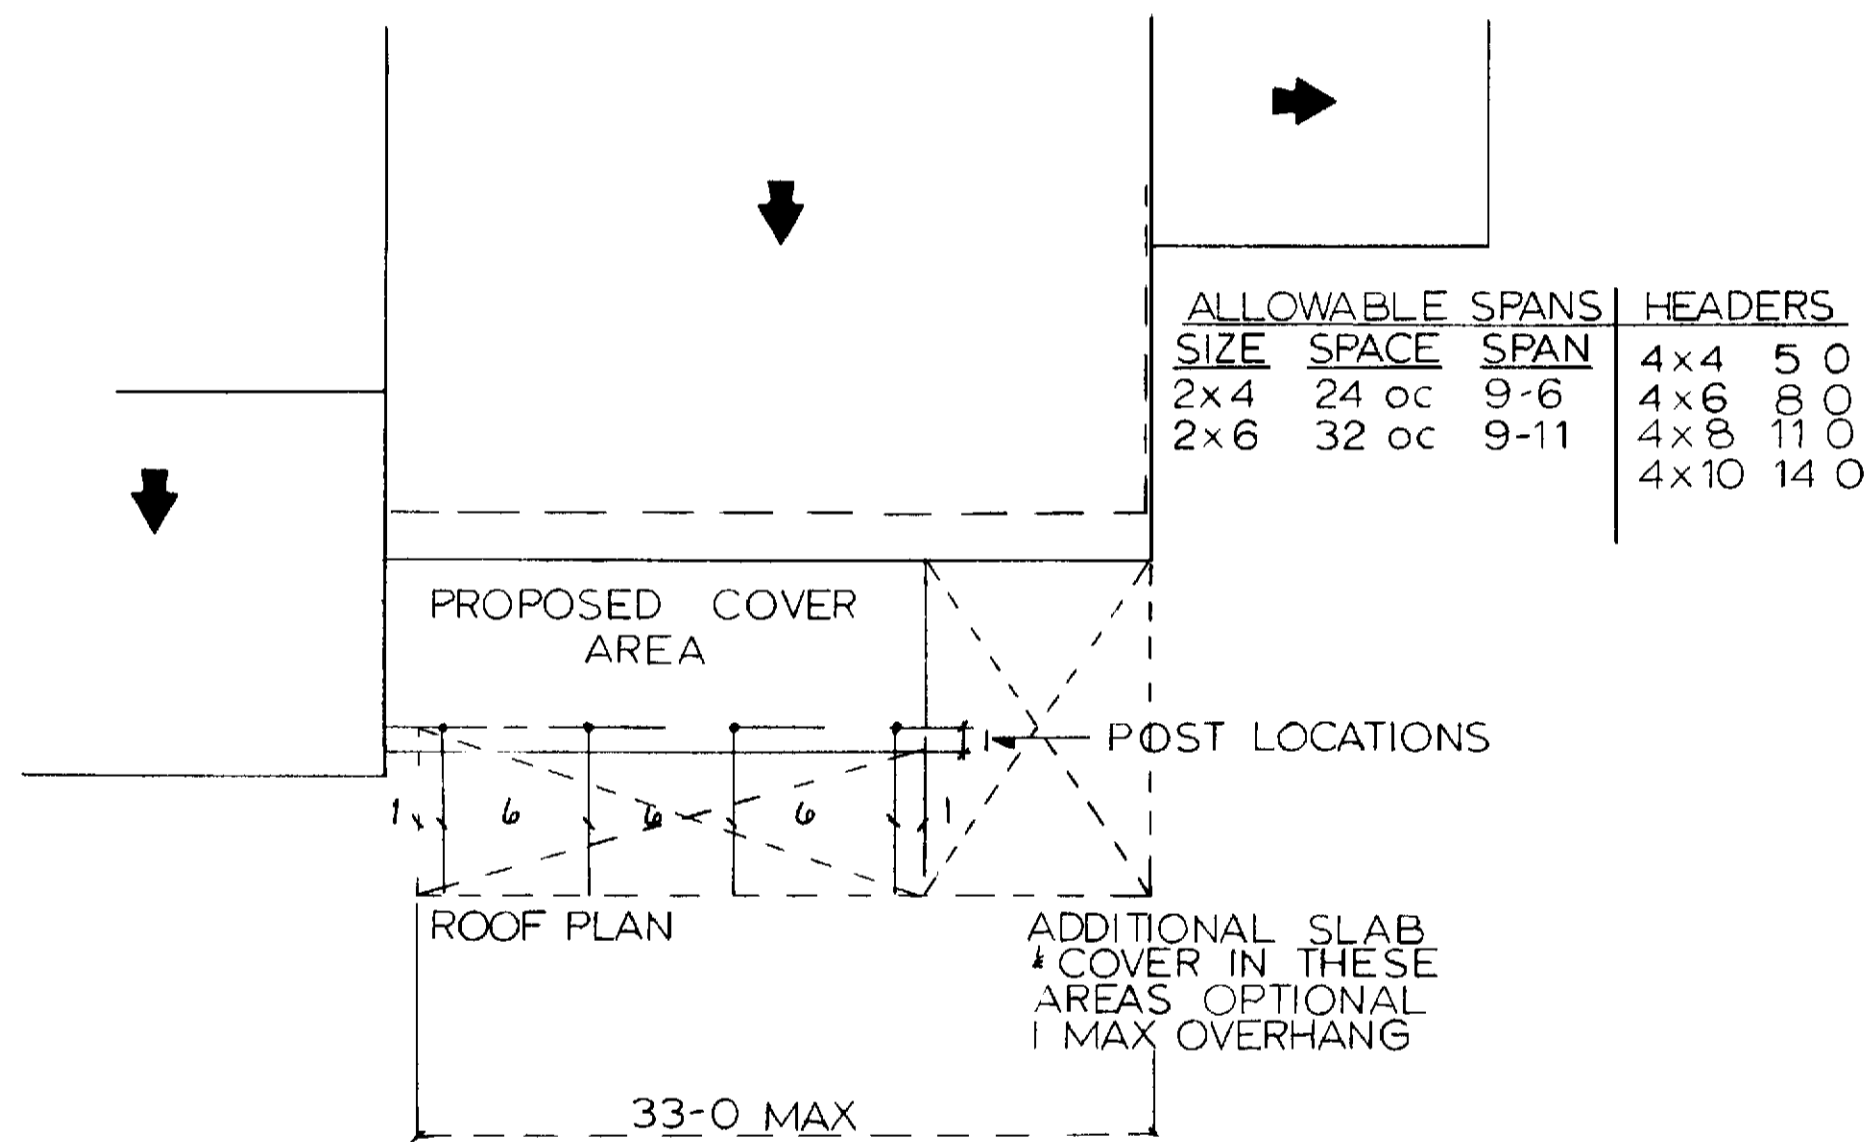 ALLOWABLE SPANS HEADERS
SIZE SPACE SPAN 4x4 5 0
2x4 24 oc 9-6 4x6 8 0
2x6 32 oc 9-11 4x8 11 0
4x10 14 0
PROPOSED COVER
AREA
1 POST LOCATIONS
1 6 6 6 1
ROOF PLAN
ADDITIONAL SLAB
& COVER IN THESE
AREAS OPTIONAL
1 MAX OVERHANG
33-0 MAX